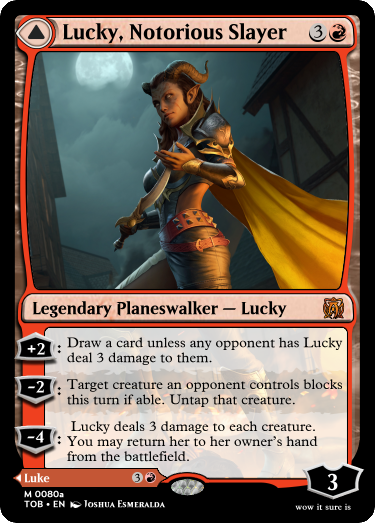 Lucky, Notorious Slayer 3
Legendary Planeswalker — Lucky
+2: Draw a card unless any opponent has Lucky
deal 3 damage to them.
-2: Target creature an opponent controls blocks
this turn if able. Untap that creature.
-4: Lucky deals 3 damage to each creature.
You may return her to her owner's hand
from the battlefield.
3
Luke 3
M 0080a
TOB • EN Joshua Esmeralda
wow it sure is